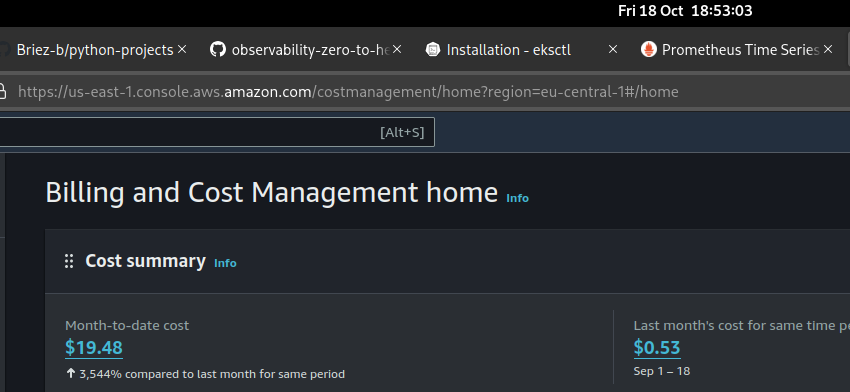 Fri 18 Oct 18:53:03
Briez-b/python-projects
observability-zero-to-he
Installation - eksctl
Prometheus Time Series
https://us-east-1.console.aws.amazon.com/costmanagement/home?region=eu-central-1#/home
[Alt+S]
Billing and Cost Management home Info
Cost summary Info
Month-to-date cost
$19.48
3,544% compared to last month for same period
Last month's cost for same time pe
$0.53
Sep 1 – 18